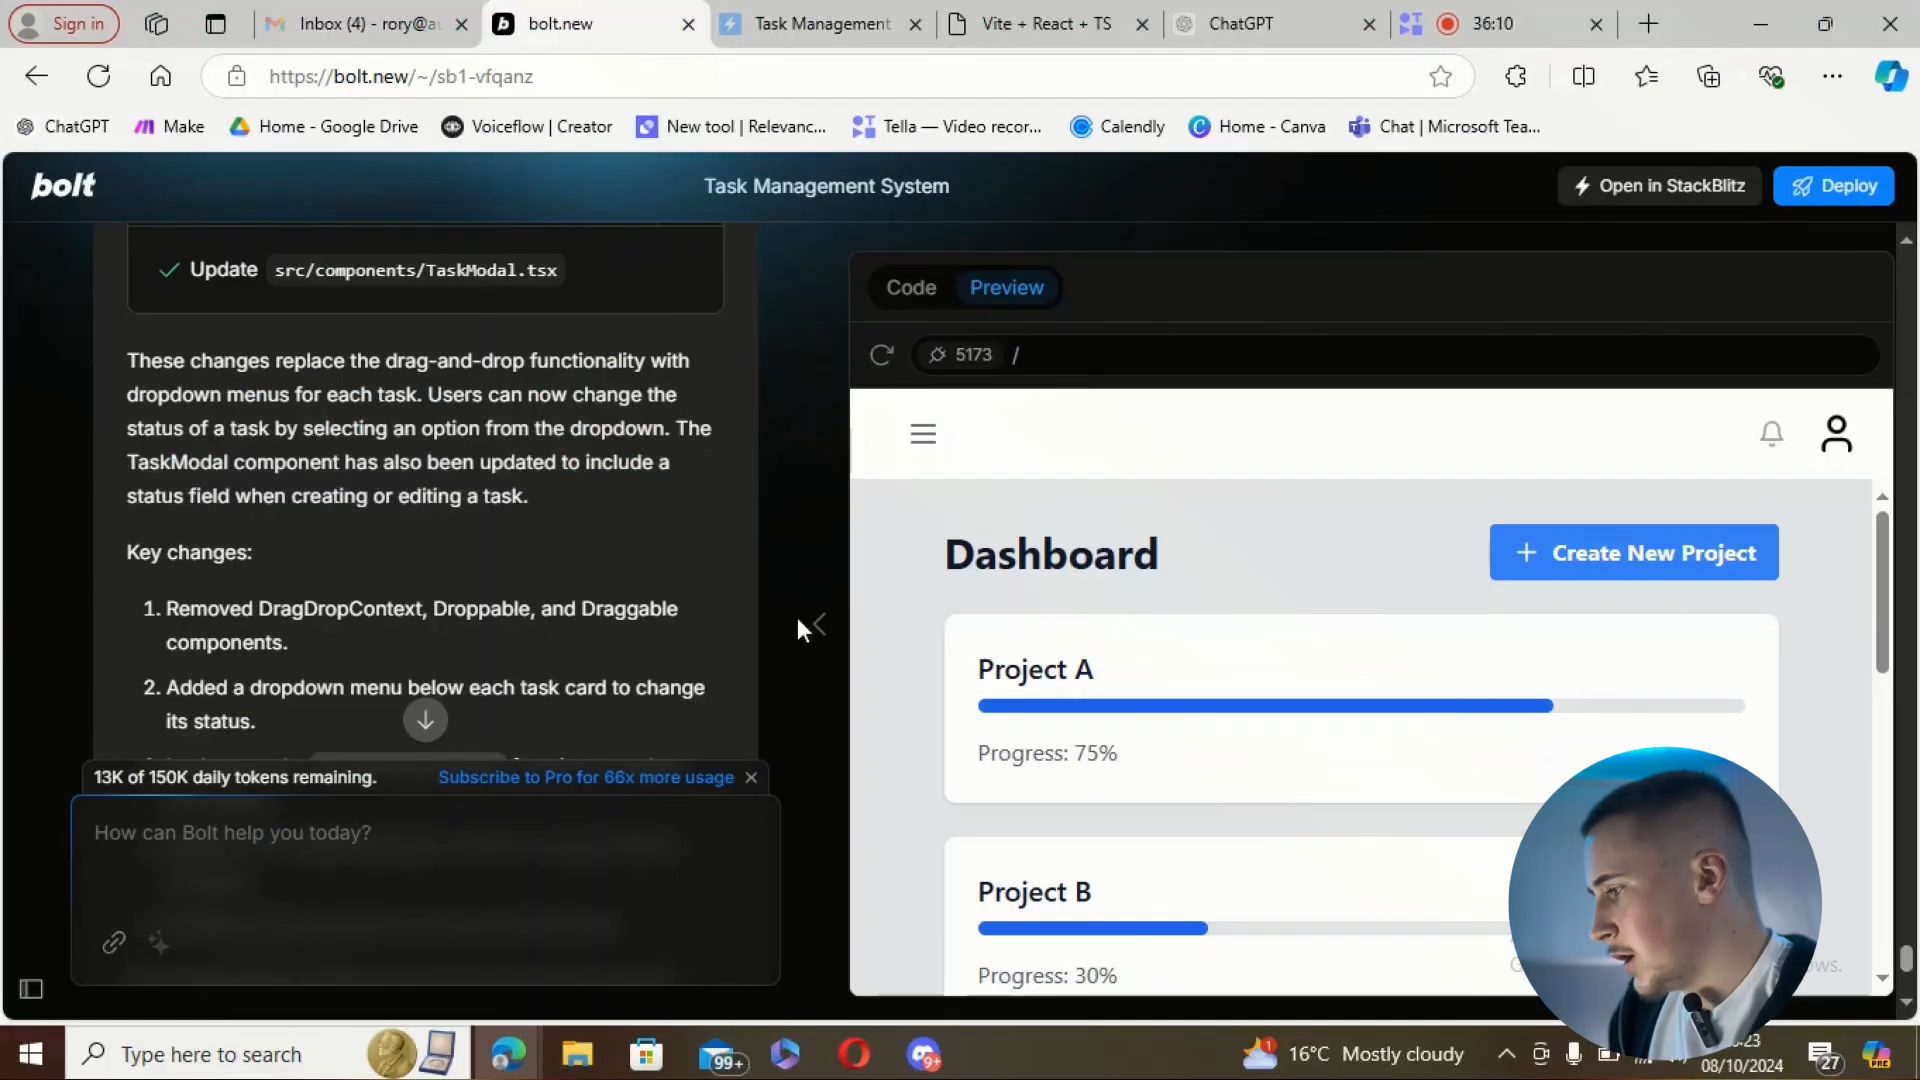 Sign in
Inbox (4) - rory@au
bolt.new
Task Management
Vite + React + TS
ChatGPT
36:10
https://bolt.new/~/sb1-vfqanz
ChatGPT
Make
Home - Google Drive
Voiceflow | Creator
New tool | Relevanc...
Tella — Video recor...
Calendly
Home - Canva
Chat | Microsoft Tea...
bolt
Task Management System
Open in StackBlitz
Deploy
Update src/components/TaskModal.tsx
These changes replace the drag-and-drop functionality with
dropdown menus for each task. Users can now change the
status of a task by selecting an option from the dropdown. The
TaskModal component has also been updated to include a
status field when creating or editing a task.
Key changes:
1. Removed DragDropContext, Droppable, and Draggable
components.
2. Added a dropdown menu below each task card to change
its status.
13K of 150K daily tokens remaining.
Subscribe to Pro for 66x more usage
How can Bolt help you today?
Code
Preview
5173
/
Dashboard
+ Create New Project
Project A
Progress: 75%
Project B
Progress: 30%
Type here to search
99+
9+
1
16°C Mostly cloudy
08/10/2024
27
PRE